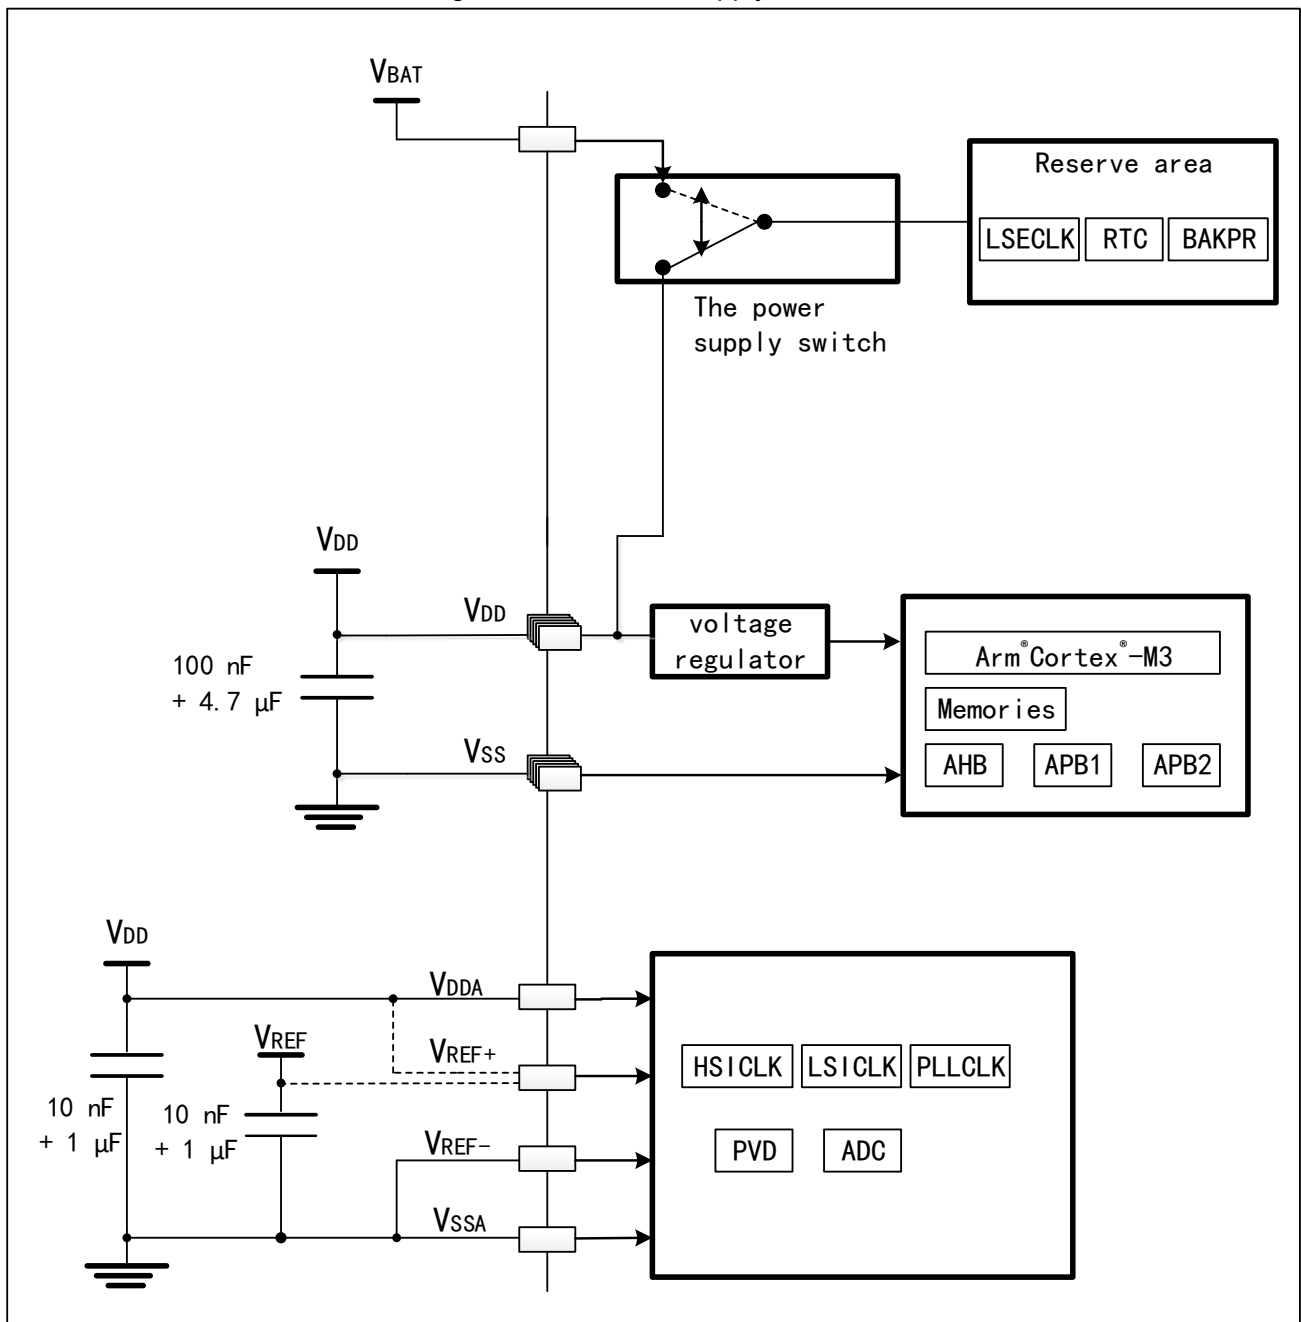 VBAT
Reserve area
LSECLK RTC BAKPR
The power
supply switch
VDD
VDD
voltage
regulator
Arm®Cortex®-M3
100 nF
+ 4.7 μF
Memories
VSS
AHB APB1 APB2
VDD
VDDA
VREF
VREF+
HSICLK LSICLK PLLCLK
10 nF
+ 1 μF
10 nF
+ 1 μF
VREF-
PVD ADC
VSSA